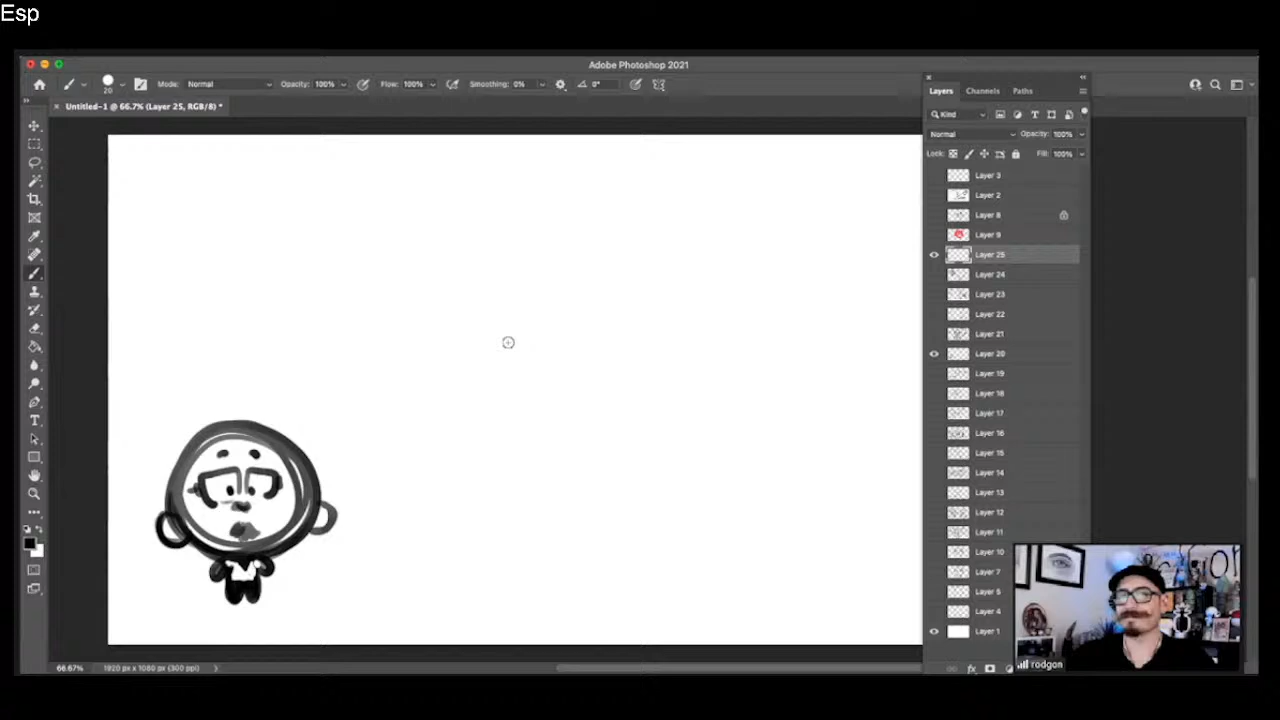 Esp
Adobe Photoshop 2021
20
Mode: Normal
Opacity: 100%
Flow: 100%
Smoothing: 0%
0°
Untitled-1 @ 66.7% (Layer 25, RGB/8) *
Layers
Channels
Paths
Kind
Normal
Opacity: 100%
Lock:
Fill: 100%
Layer 3
Layer 2
Layer 8
Layer 9
Layer 25
Layer 24
Layer 23
Layer 22
Layer 21
Layer 20
Layer 19
Layer 18
Layer 17
Layer 16
Layer 15
Layer 14
Layer 13
Layer 12
Layer 11
Layer 10
Layer 7
Layer 5
Layer 4
Layer 1
fx
rodgon
66.67%
1920 px x 1080 px (300 ppi)